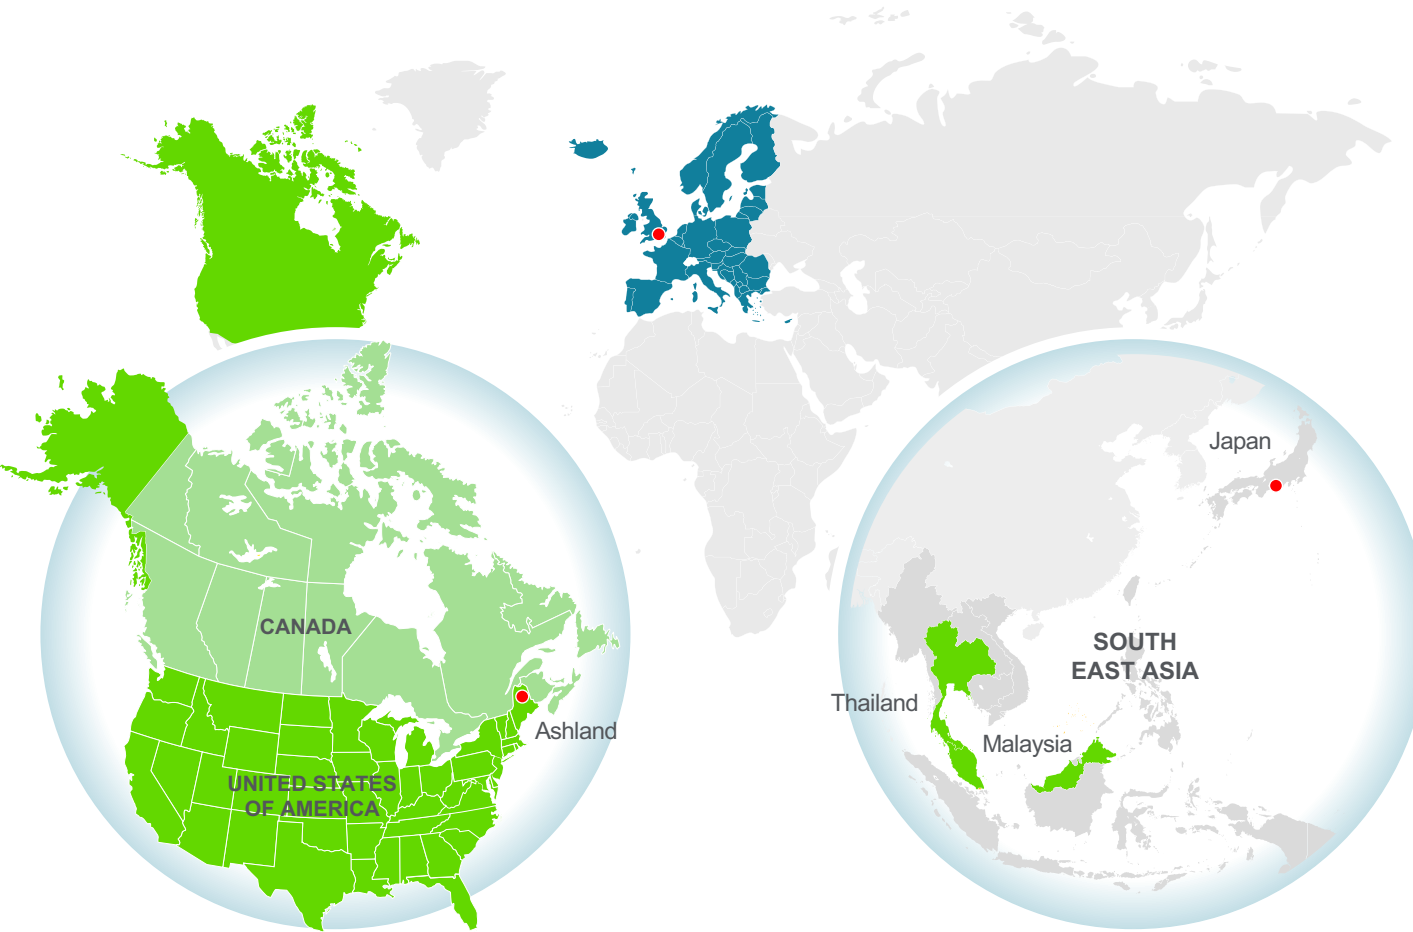 CANADA
Ashland
UNITED STATES
OF AMERICA
Japan
SOUTH
EAST ASIA
Thailand
Malaysia